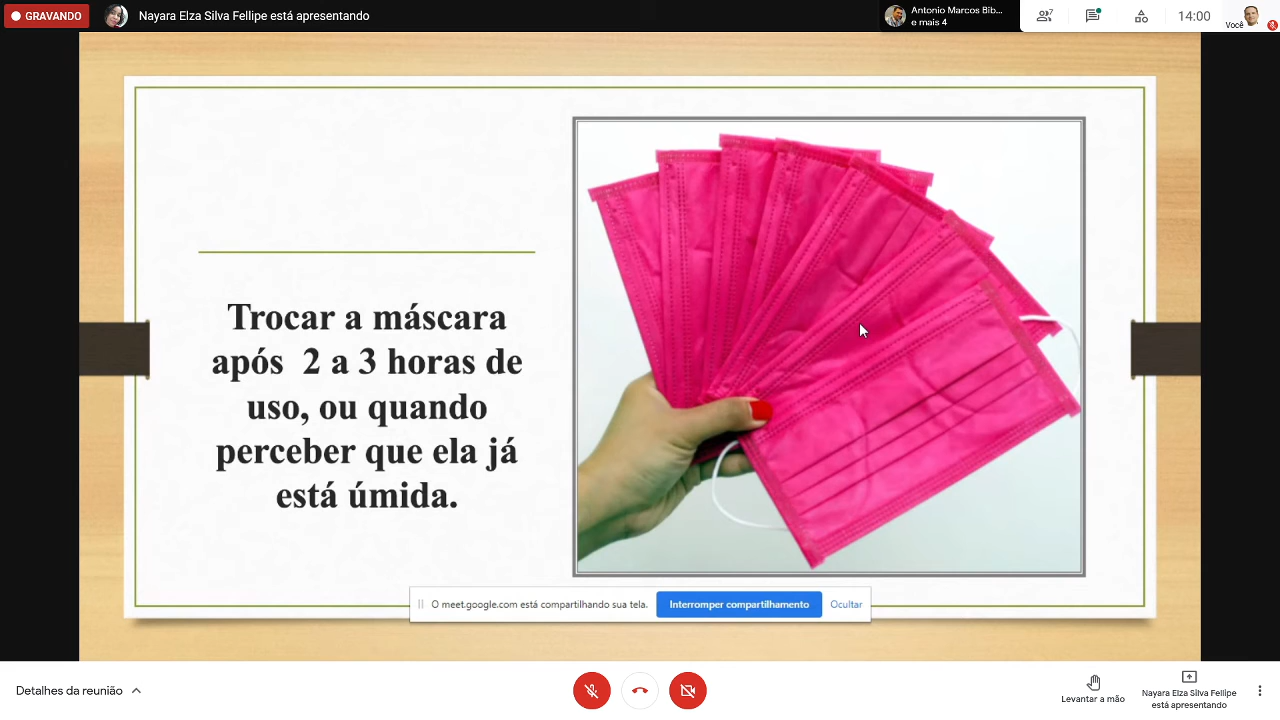 GRAVANDO
Nayara Elza Silva Fellipe está apresentando
Antonio Marcos Bib...
e mais 4
7
14:00
Você
Trocar a máscara
após 2 a 3 horas de
uso, ou quando
perceber que ela já
está úmida.
O meet.google.com está compartilhando sua tela.
Interromper compartilhamento
Ocultar
Detalhes da reunião
Levantar a mão
Nayara Elza Silva Fellipe
está apresentando